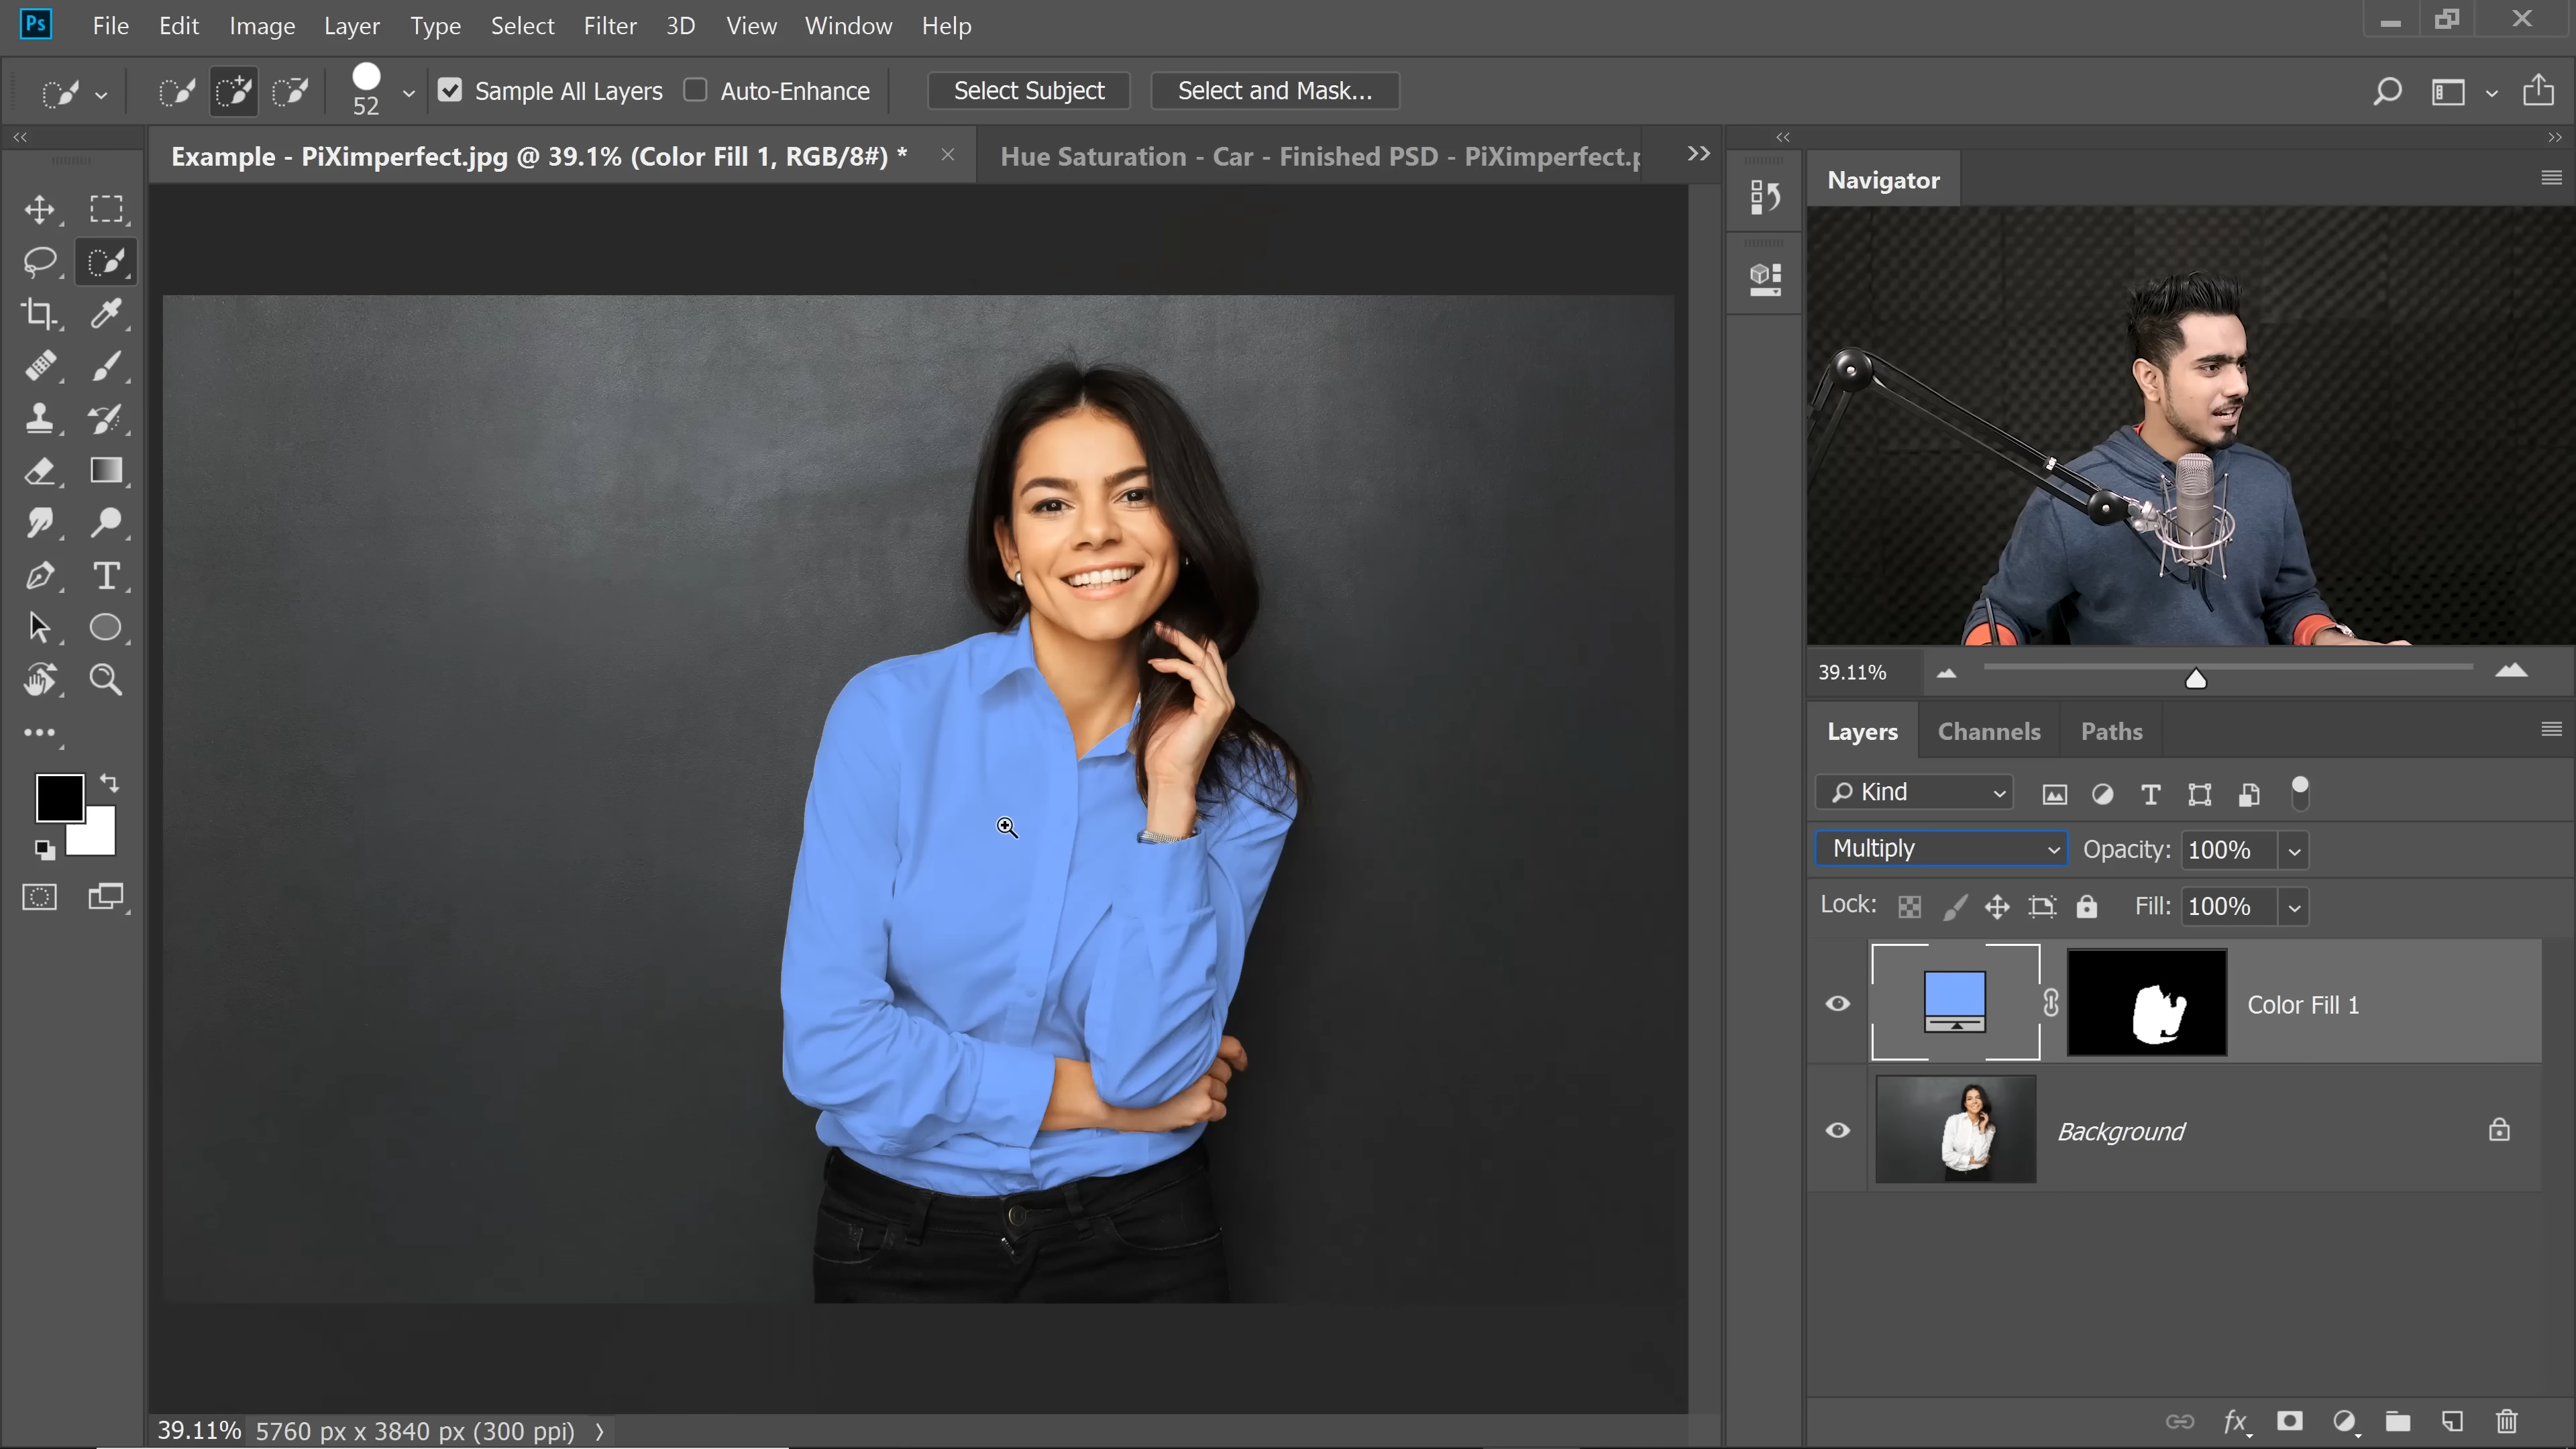 Ps File Edit Image Layer Type Select Filter 3D View Window Help
52 Sample All Layers Auto-Enhance Select Subject Select and Mask...
Example - PiXimperfect.jpg @ 39.1% (Color Fill 1, RGB/8#) * Hue Saturation - Car - Finished PSD - PiXimperfect.p
Navigator
39.11%
Layers Channels Paths
Kind
Multiply Opacity: 100%
Lock: Fill: 100%
Color Fill 1
Background
fx
39.11% 5760 px x 3840 px (300 ppi)